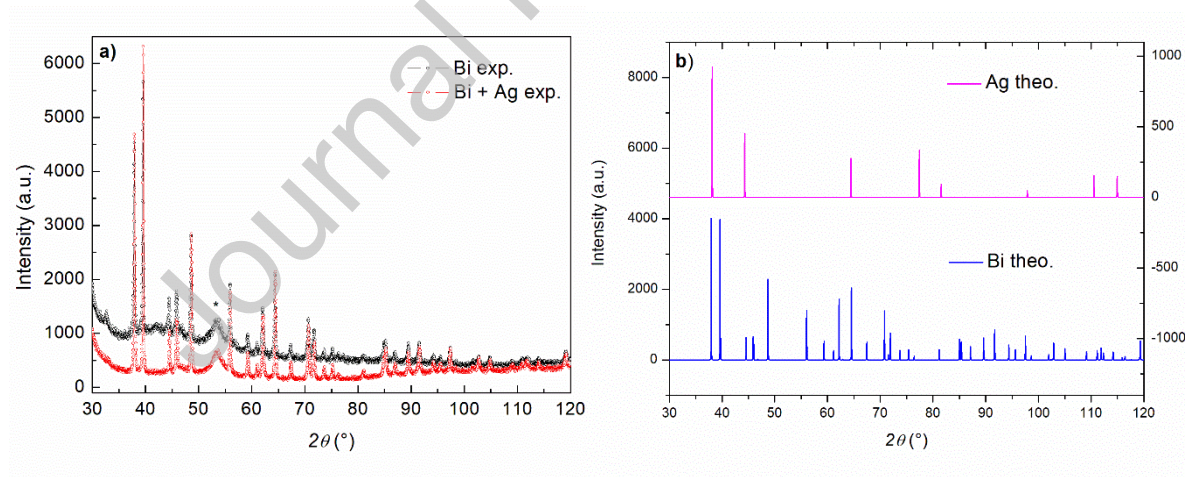 a)
Bi exp.
Bi + Ag exp.
*
Intensity (a.u.)
6000
5000
4000
3000
2000
1000
0
30 40 50 60 70 80 90 100 110 120
2θ (°)
Journal
b)
Ag theo.
Bi theo.
Intensity (a.u.)
8000
6000
4000
2000
0
1000
500
0
-500
-1000
30 40 50 60 70 80 90 100 110 120
2θ (°)